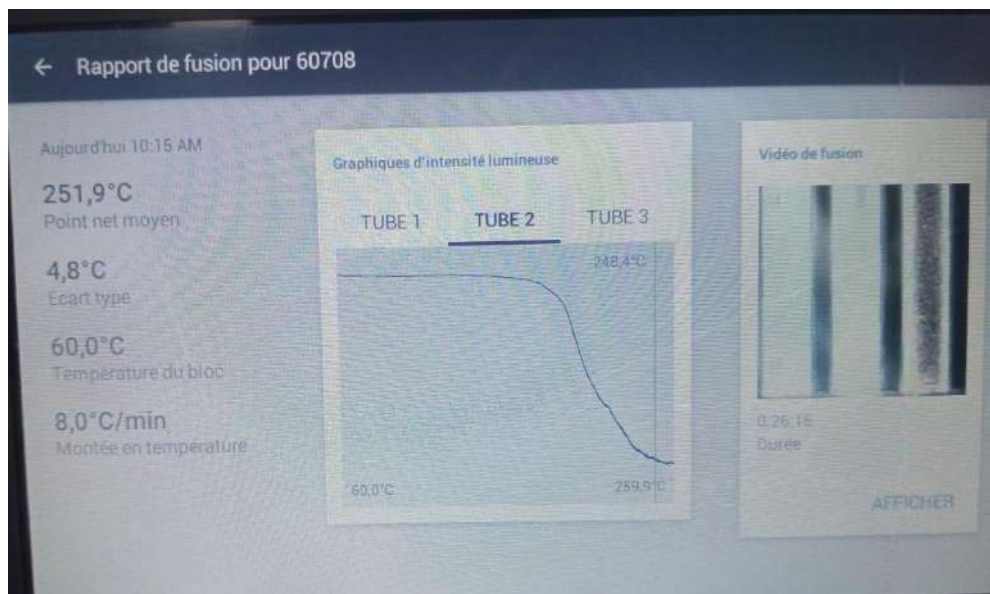 ← Rapport de fusion pour 60708
Aujourd'hui 10:15 AM
251,9°C
Point net moyen
4,8°C
Écart type
60,0°C
Température du bloc
8,0°C/min
Montée en température
Graphiques d'intensité lumineuse
TUBE 1 TUBE 2 TUBE 3
248,4°C
60,0°C 259,9°C
Vidéo de fusion
0:26:16
Durée
AFFICHER